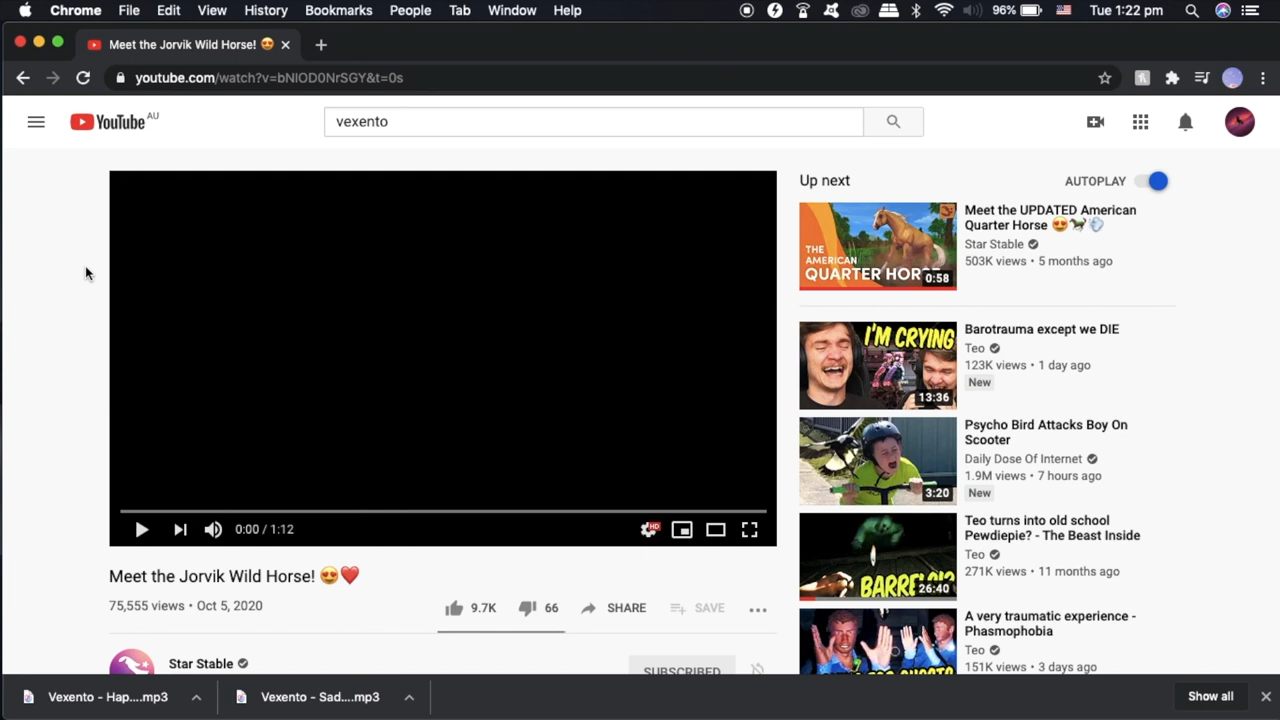 Chrome File Edit View History Bookmarks People Tab Window Help 96% Tue 1:22 pm
Meet the Jorvik Wild Horse! 😍
youtube.com/watch?v=bNIOD0NrSGY&t=0s
YouTube AU
vexento
Up next
AUTOPLAY
THE
AMERICAN
QUARTER HOR
0:58
Meet the UPDATED American
Quarter Horse 😍🐎💨
Star Stable
503K views • 5 months ago
I'M CRYING
13:36
Barotrauma except we DIE
Teo
123K views • 1 day ago
New
3:20
Psycho Bird Attacks Boy On
Scooter
Daily Dose Of Internet
1.9M views • 7 hours ago
New
26:40
Teo turns into old school
Pewdiepie? - The Beast Inside
Teo
271K views • 11 months ago
A very traumatic experience -
Phasmophobia
Teo
151K views • 3 days ago
0:00 / 1:12
HD
Meet the Jorvik Wild Horse! 😍❤️
75,555 views • Oct 5, 2020
9.7K 66 SHARE SAVE
Star Stable
SUBSCRIBED
Vexento - Hap....mp3
Vexento - Sad....mp3
Show all